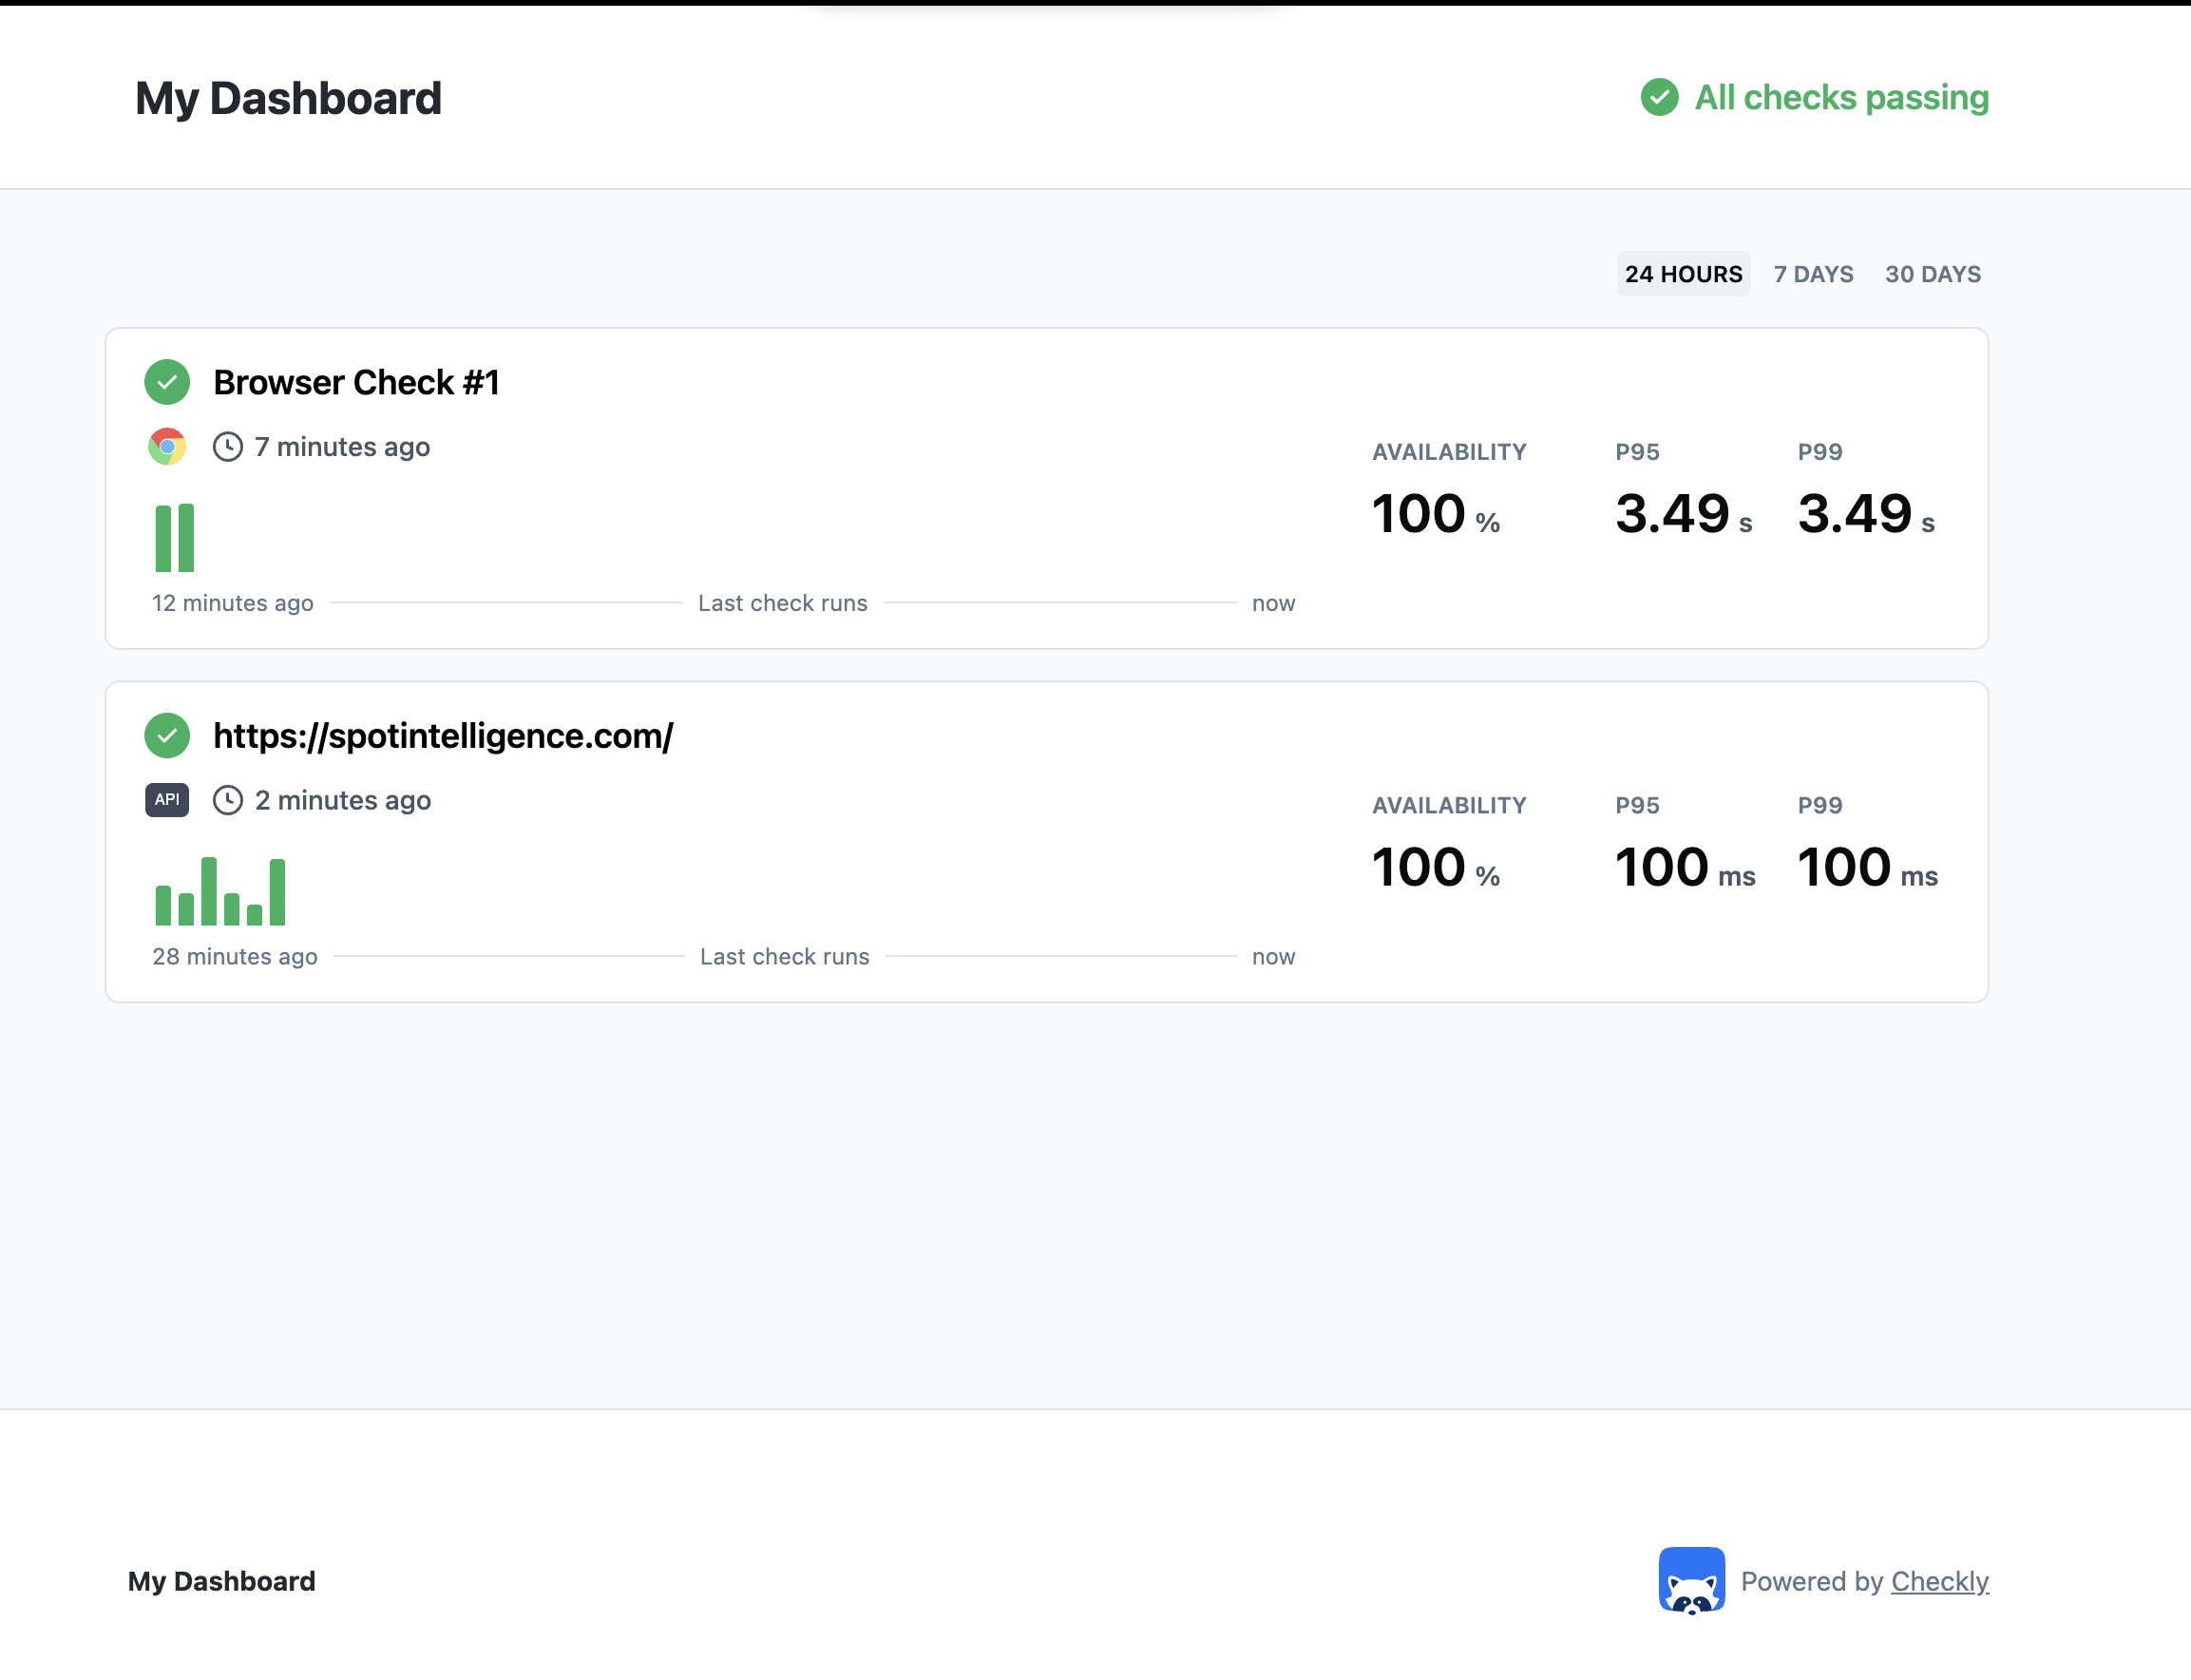 My Dashboard
All checks passing
24 HOURS 7 DAYS 30 DAYS
Browser Check #1
7 minutes ago
AVAILABILITY P95 P99
100 % 3.49 s 3.49 s
12 minutes ago Last check runs now
https://spotintelligence.com/
API 2 minutes ago
AVAILABILITY P95 P99
100 % 100 ms 100 ms
28 minutes ago Last check runs now
My Dashboard
Powered by Checkly